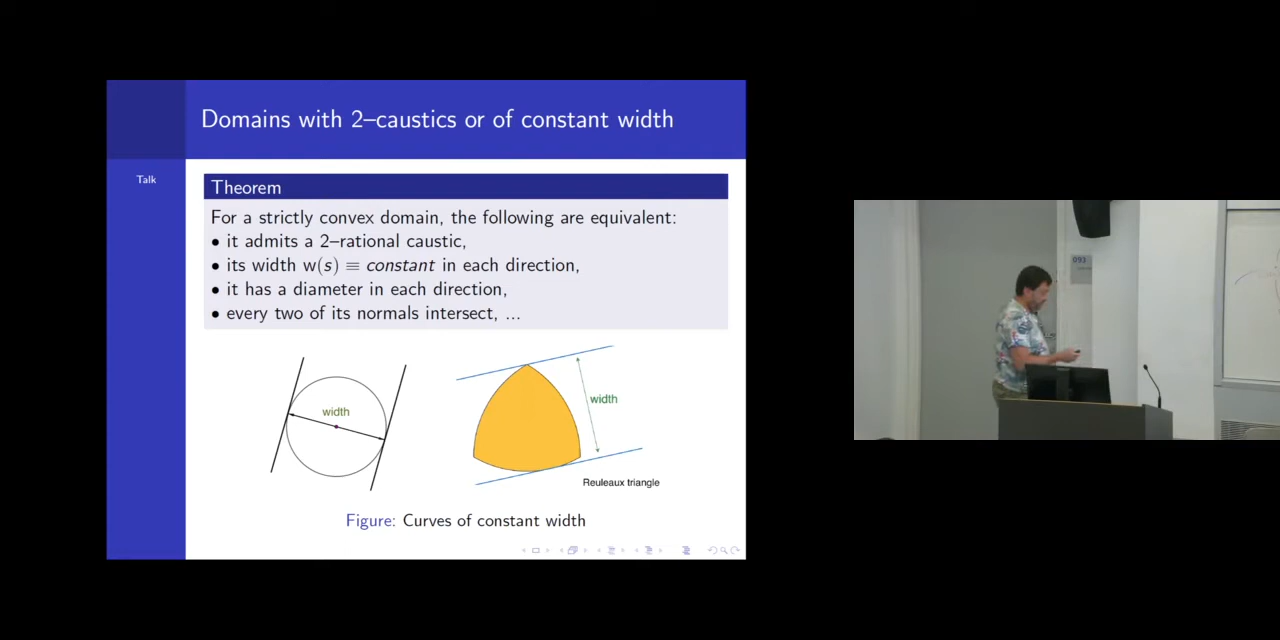 Domains with 2–caustics or of constant width
Talk
Theorem
For a strictly convex domain, the following are equivalent:
• it admits a 2–rational caustic,
• its width w(s) ≡ constant in each direction,
• it has a diameter in each direction,
• every two of its normals intersect, ...
width
width
Reuleaux triangle
Figure: Curves of constant width
093